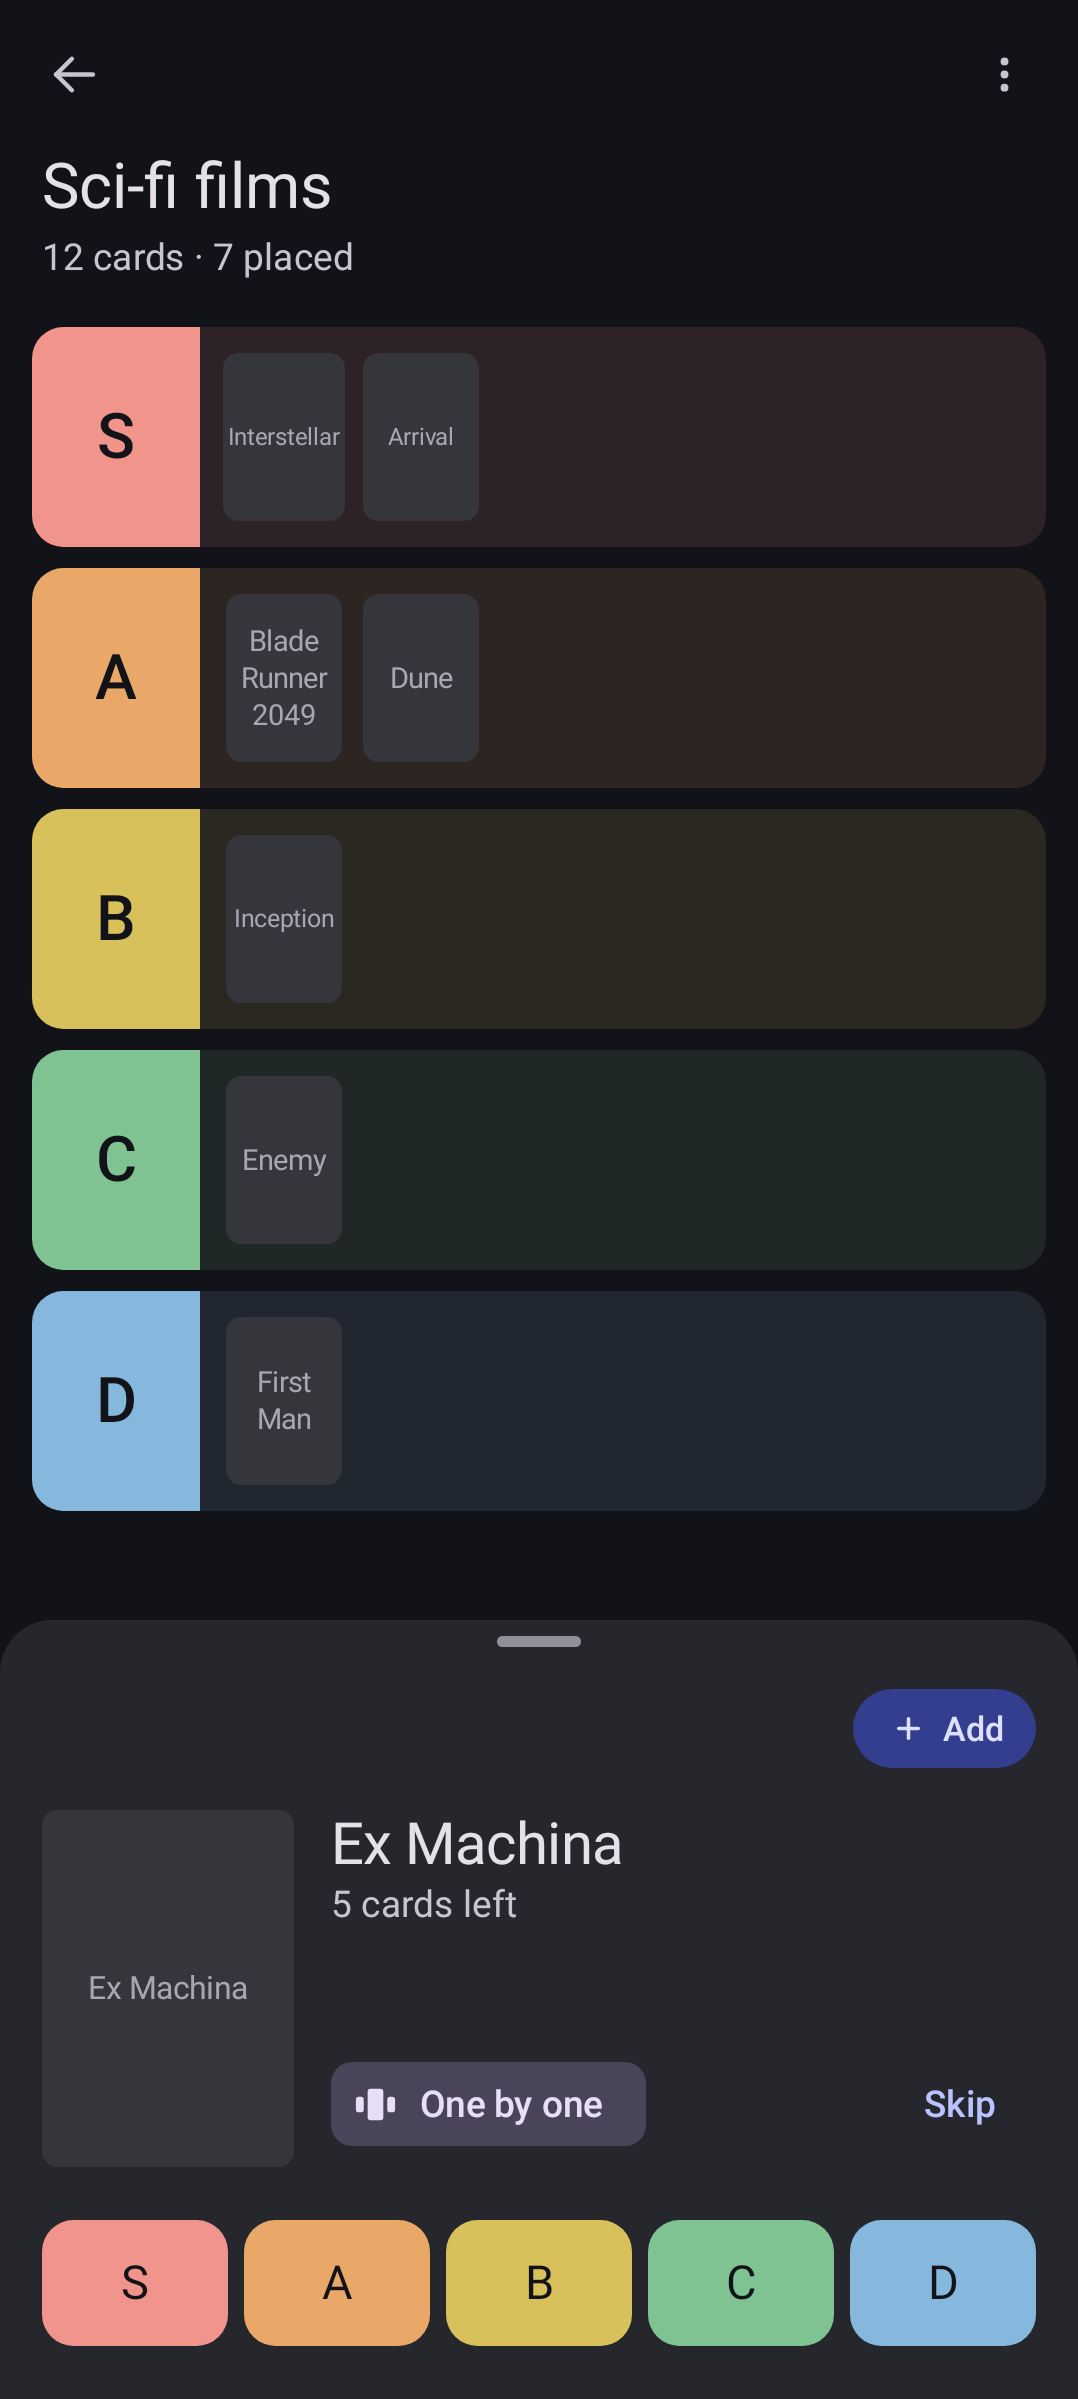 Sci-fi films
12 cards · 7 placed
S
Interstellar
Arrival
A
Blade
Runner
2049
Dune
B
Inception
C
Enemy
D
First
Man
+ Add
Ex Machina
Ex Machina
5 cards left
One by one
Skip
S
A
B
C
D